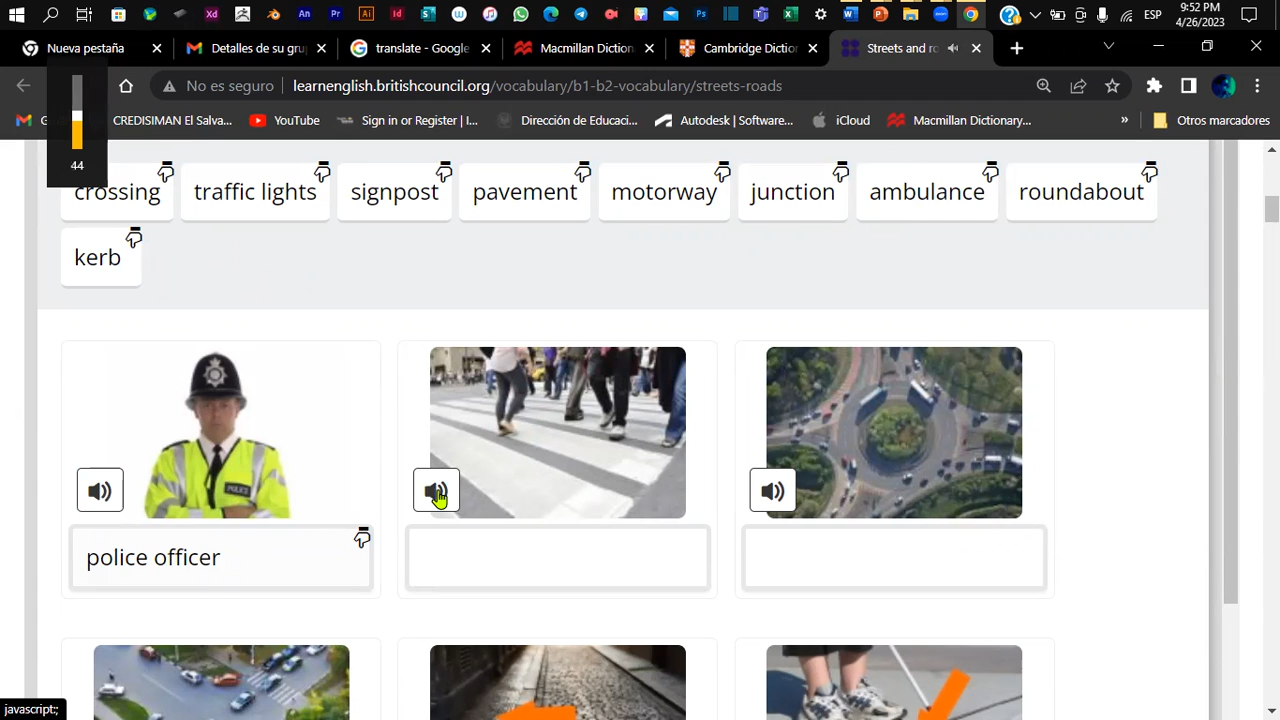 9:52 PM
ESP
4/26/2023
Nueva pestaña
Detalles de su gru
translate - Google
Macmillan Diction
Cambridge Dictio
Streets and ro
No es seguro
learnenglish.britishcouncil.org/vocabulary/b1-b2-vocabulary/streets-roads
CREDISIMAN El Salva...
YouTube
Sign in or Register | I...
Dirección de Educaci...
Autodesk | Software...
iCloud
Macmillan Dictionary...
»
Otros marcadores
44
crossing
traffic lights
signpost
pavement
motorway
junction
ambulance
roundabout
kerb
POLICE
police officer
javascript:;